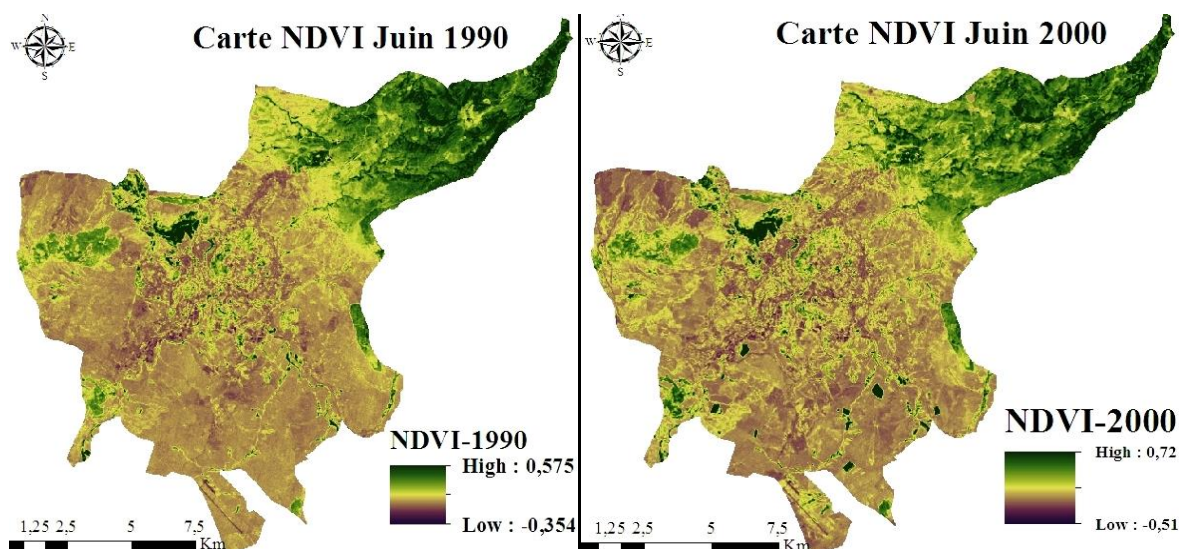 N
W E
S
Carte NDVI Juin 1990
NDVI-1990
High : 0,575
Low : -0,354
1,25 2,5 5 7,5
Km
N
W E
S
Carte NDVI Juin 2000
NDVI-2000
High : 0,72
Low : -0,51
1,25 2,5 5 7,5
Km